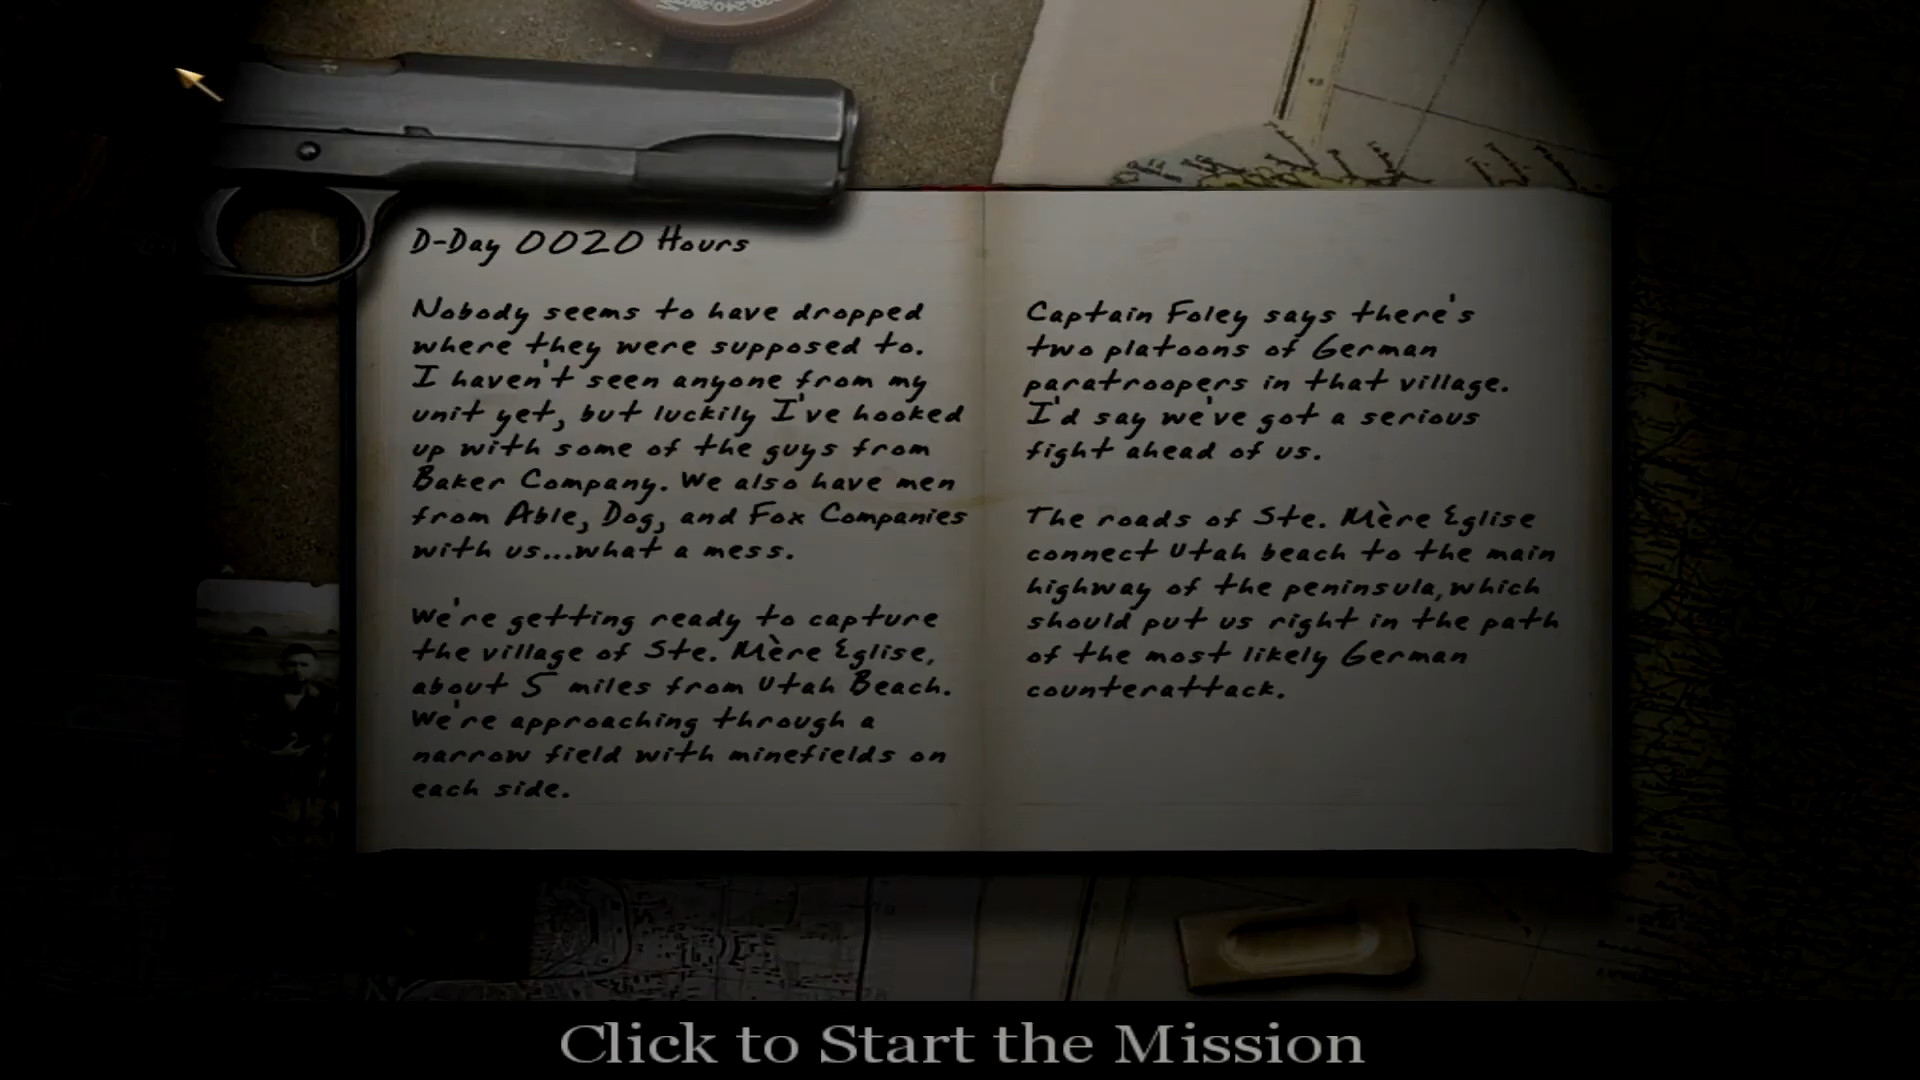 D-Day 0020 Hours
Nobody seems to have dropped
where they were supposed to.
I haven't seen anyone from my
unit yet, but luckily I've hooked
up with some of the guys from
Baker Company. We also have men
from Able, Dog, and Fox Companies
with us...what a mess.
We're getting ready to capture
the village of Ste. Mère Eglise,
about 5 miles from Utah Beach.
We're approaching through a
narrow field with minefields on
each side.
Captain Foley says there's
two platoons of German
paratroopers in that village.
I'd say we've got a serious
fight ahead of us.
The roads of Ste. Mère Eglise
connect Utah beach to the main
highway of the peninsula, which
should put us right in the path
of the most likely German
counterattack.
Click to Start the Mission